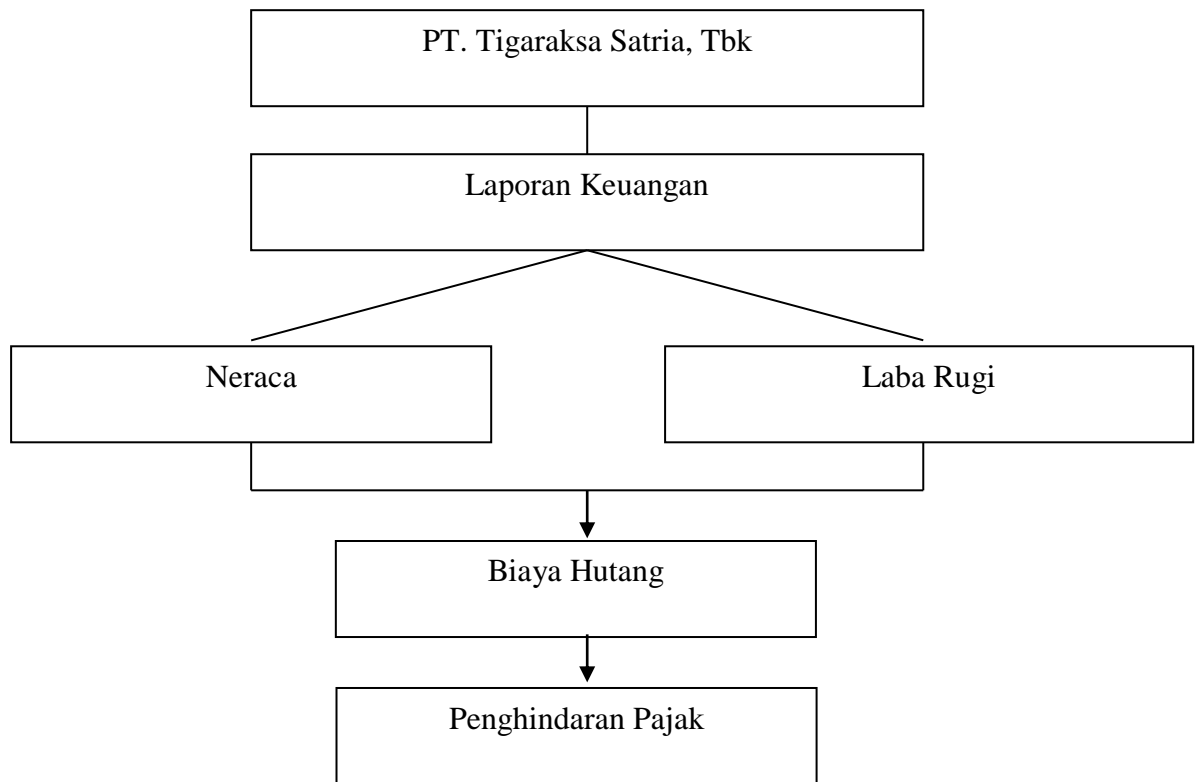 PT. Tigaraksa Satria, Tbk
Laporan Keuangan
Neraca
Laba Rugi
Biaya Hutang
Penghindaran Pajak